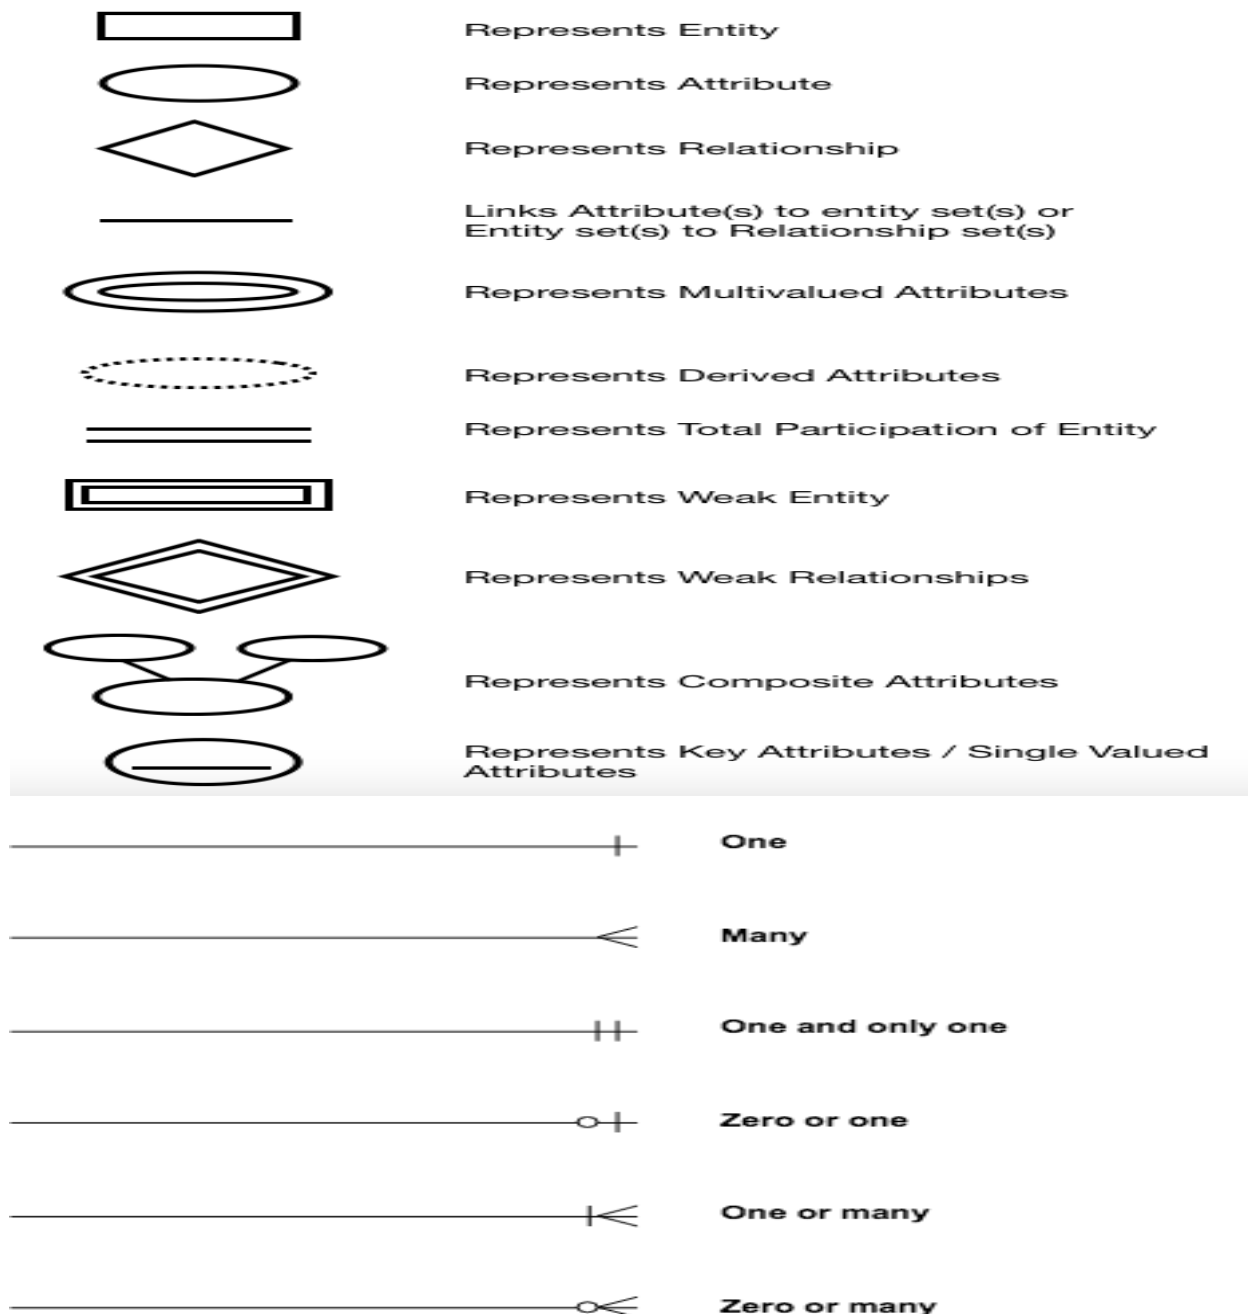 Represents Entity
Represents Attribute
Represents Relationship
Links Attribute(s) to entity set(s) or
Entity set(s) to Relationship set(s)
Represents Multivalued Attributes
Represents Derived Attributes
Represents Total Participation of Entity
Represents Weak Entity
Represents Weak Relationships
Represents Composite Attributes
Represents Key Attributes / Single Valued
Attributes
One
Many
One and only one
Zero or one
One or many
Zero or many